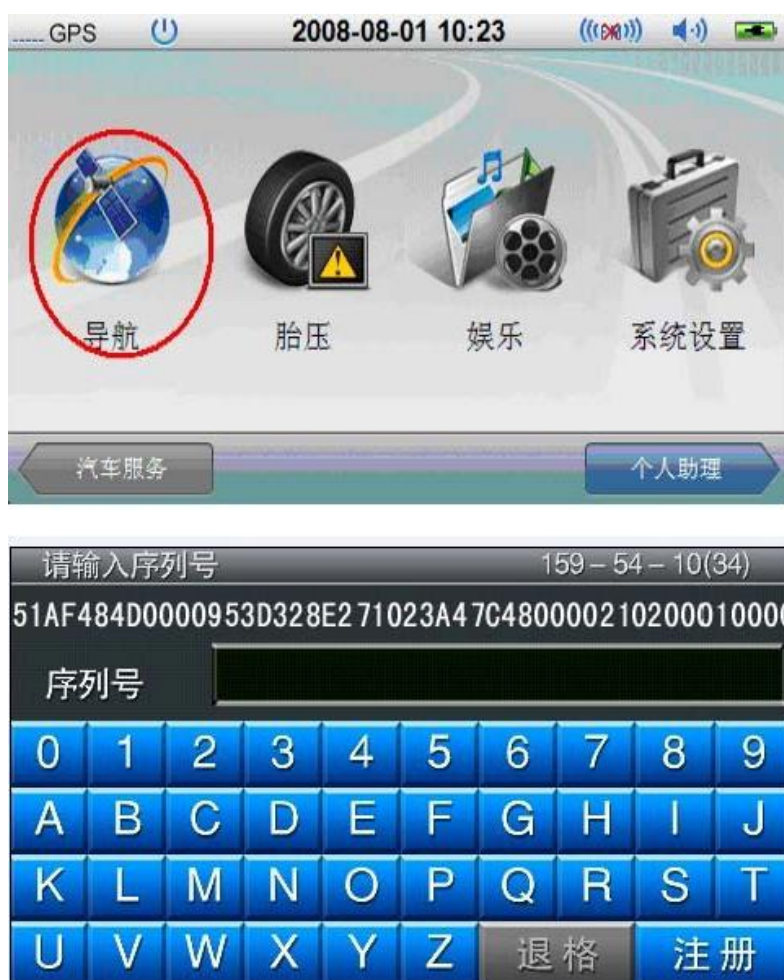 GPS 2008-08-01 10:23
导航 胎压 娱乐 系统设置
汽车服务 个人助理
请输入序列号 159-54-10(34)
51AF484D0000953D328E271023A47C4800002102000100
序列号
0 1 2 3 4 5 6 7 8 9
A B C D E F G H I J
K L M N O P Q R S T
U V W X Y Z 退格 注册